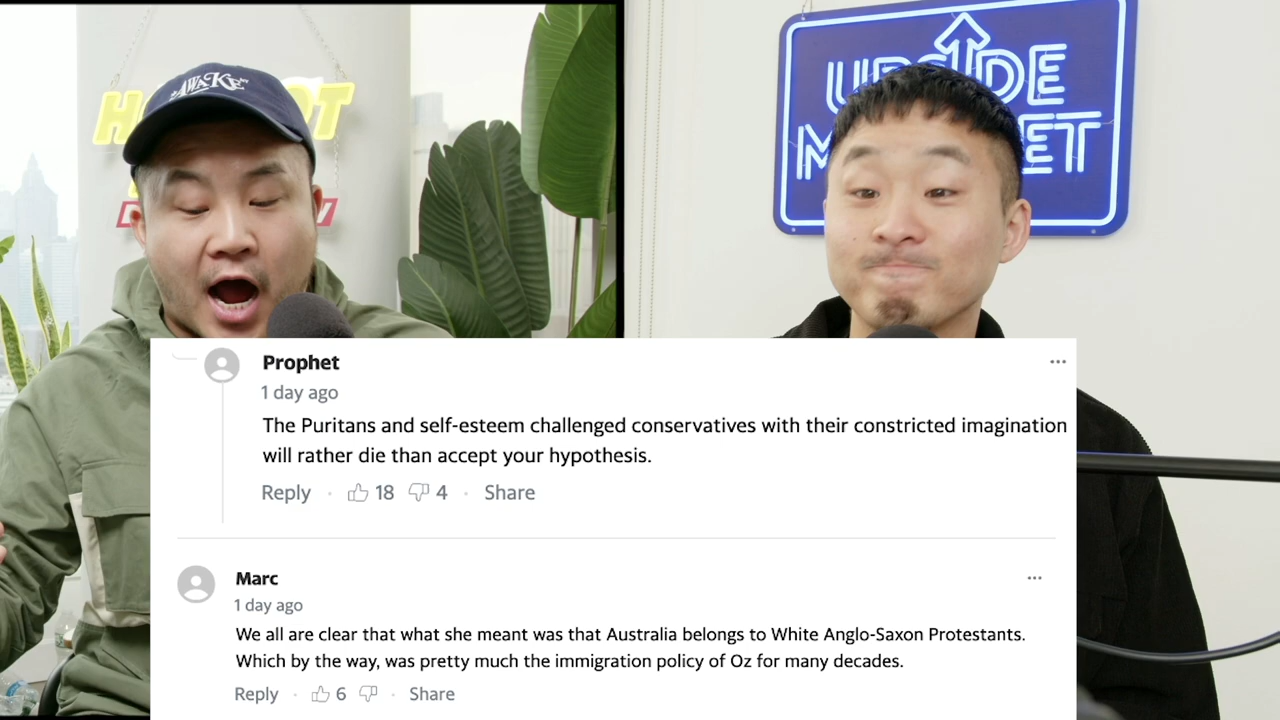 AWAKE
UPSIDE
MARKET
Prophet
1 day ago
The Puritans and self-esteem challenged conservatives with their constricted imagination
will rather die than accept your hypothesis.
Reply · 18 4 · Share
Marc
1 day ago
We all are clear that what she meant was that Australia belongs to White Anglo-Saxon Protestants.
Which by the way, was pretty much the immigration policy of Oz for many decades.
Reply · 6 · Share